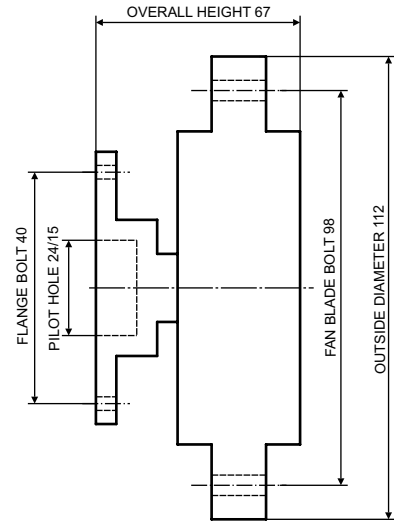 OVERALL HEIGHT 67
FLANGE BOLT 40
PILOT HOLE 24/15
FAN BLADE BOLT 98
OUTSIDE DIAMETER 112